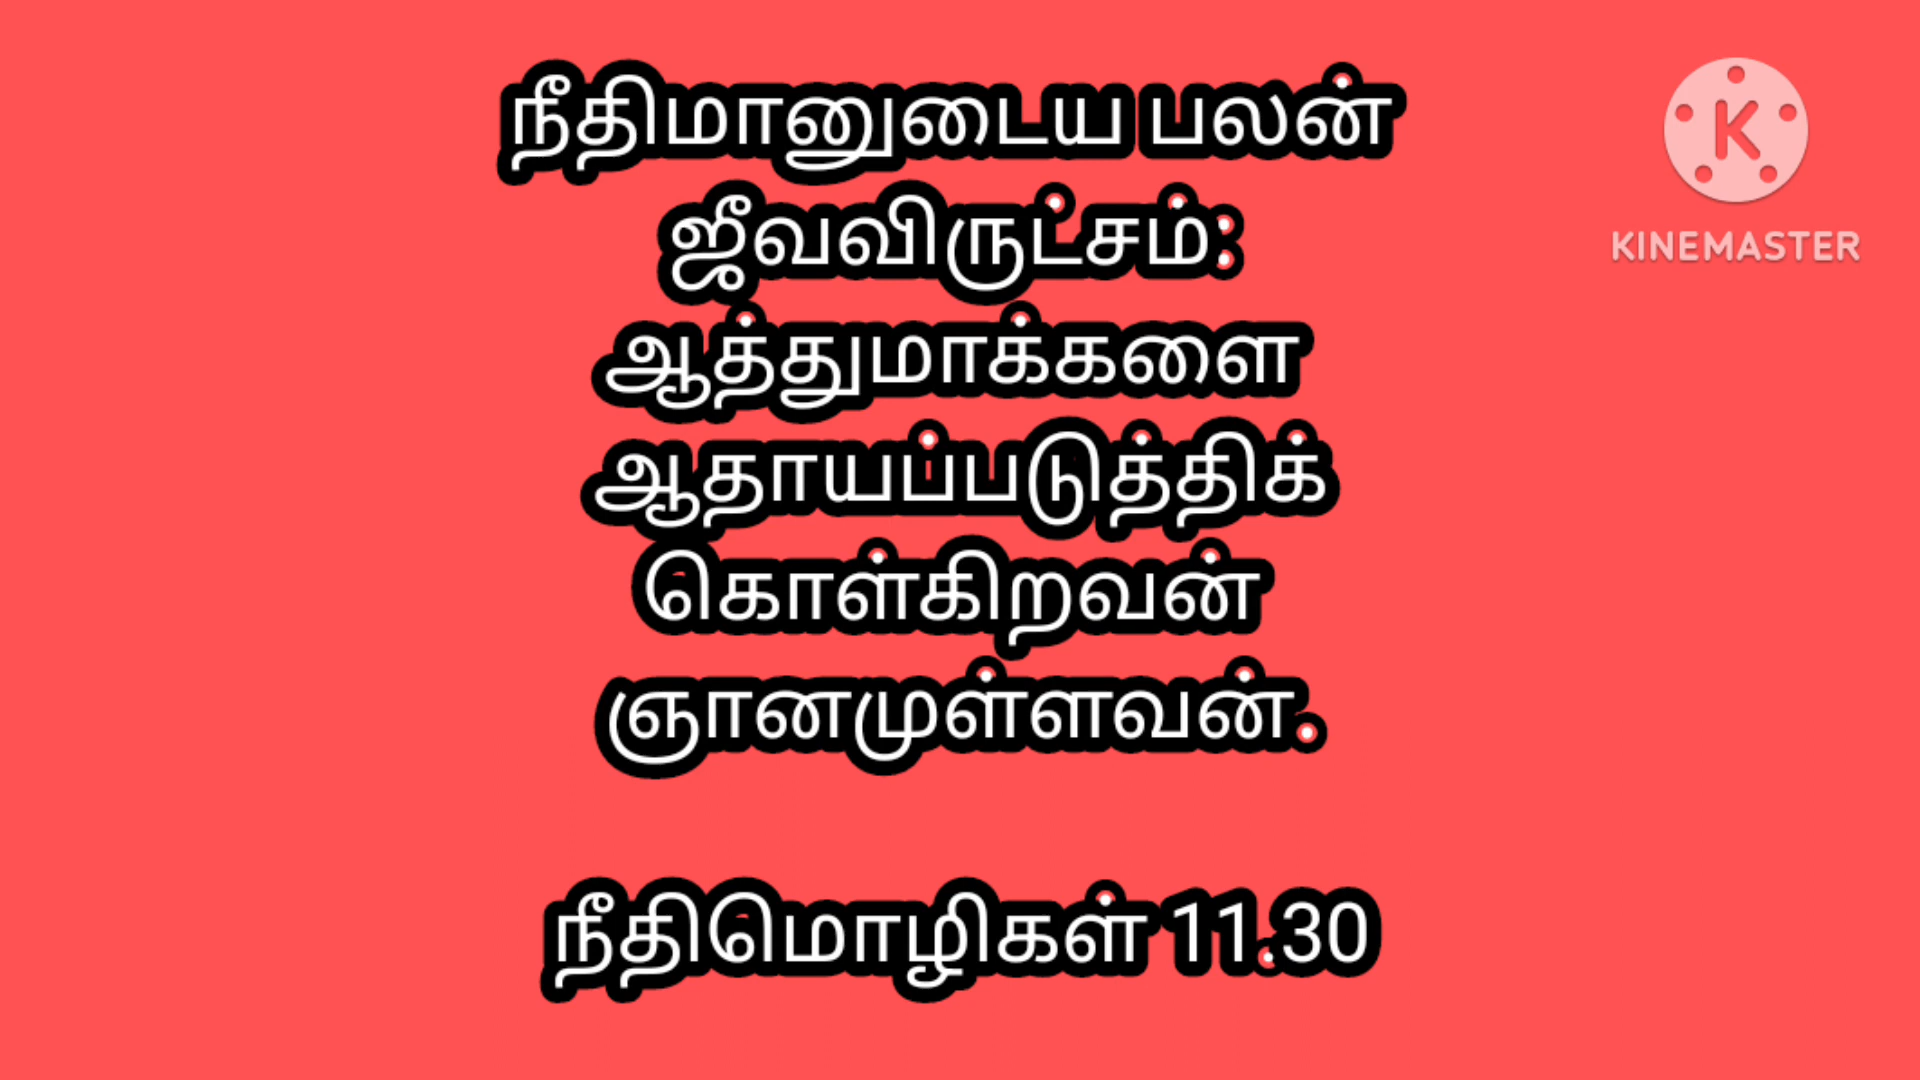 நீதிமானுடைய பலன்
ஜீவவிருட்சம்:
ஆத்துமாக்களை
ஆதாயப்படுத்திக்
கொள்கிறவன்
ஞானமுள்ளவன்.
நீதிமொழிகள் 11.30
K
KINEMASTER